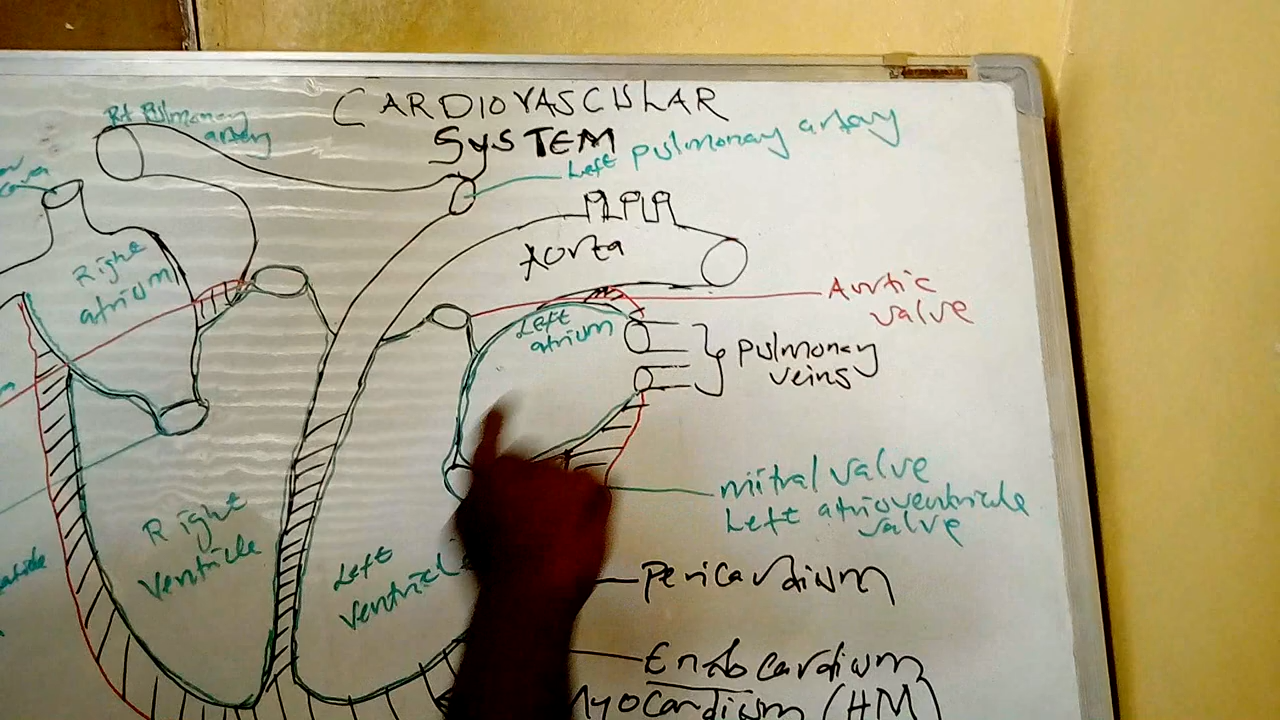 CARDIOVASCULAR
SYSTEM
Rt Pulmonary
artery
Left pulmonary artery
Aorta
Right
atrium
Left
atrium
Aortic
valve
pulmonary
veins
mitral valve
Left atrioventricle
valve
Right
Ventricle
Left
Pericardium
Endocardium
Myocardium (HM)